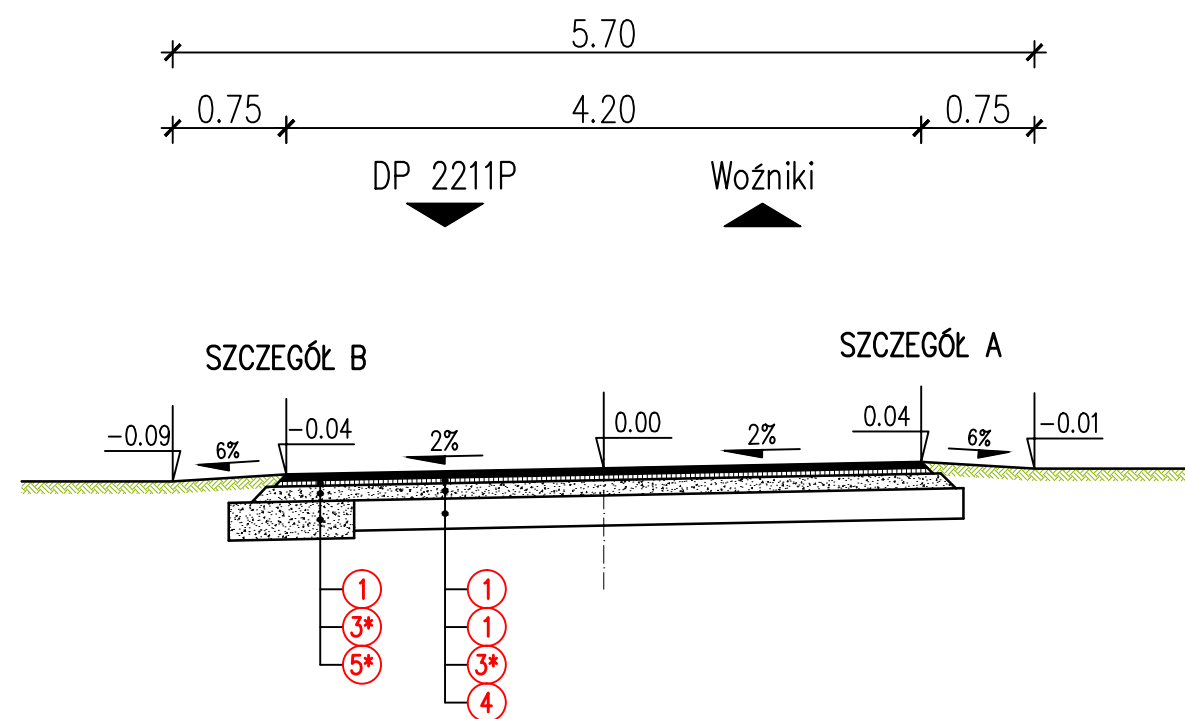 5.70
0.75 4.20 0.75
DP 2211P Woźniki
SZCZEGÓŁ B SZCZEGÓŁ A
-0.09 6% -0.04 2% 0.00 2% 0.04 6% -0.01
1 1
3* 1
5* 3*
4